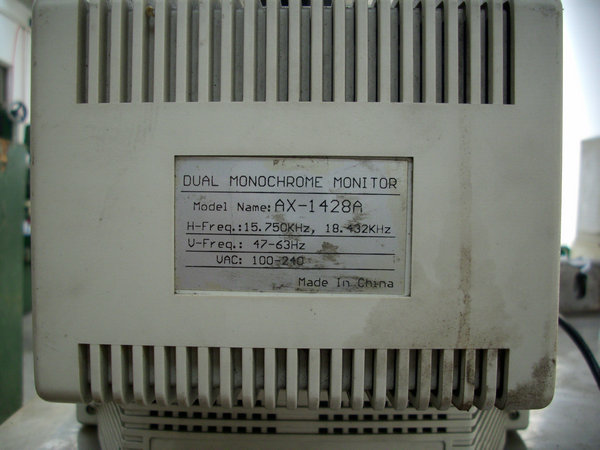 DUAL MONOCHROME MONITOR
Model Name:AX-1428A
H-Freq.:15.750KHz, 18.432KHz
V-Freq.: 47-63Hz
VAC: 100-240
Made In China